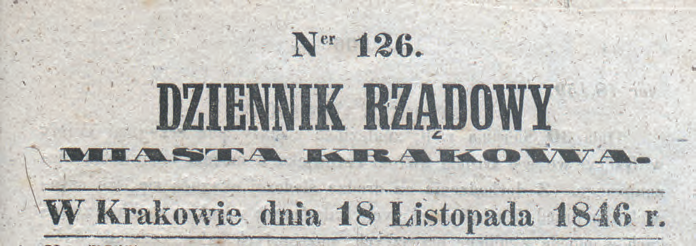 Ner 126.
DZIENNIK RZĄDOWY
MIASTA KRAKOWA.
W Krakowie dnia 18 Listopada 1846 r.